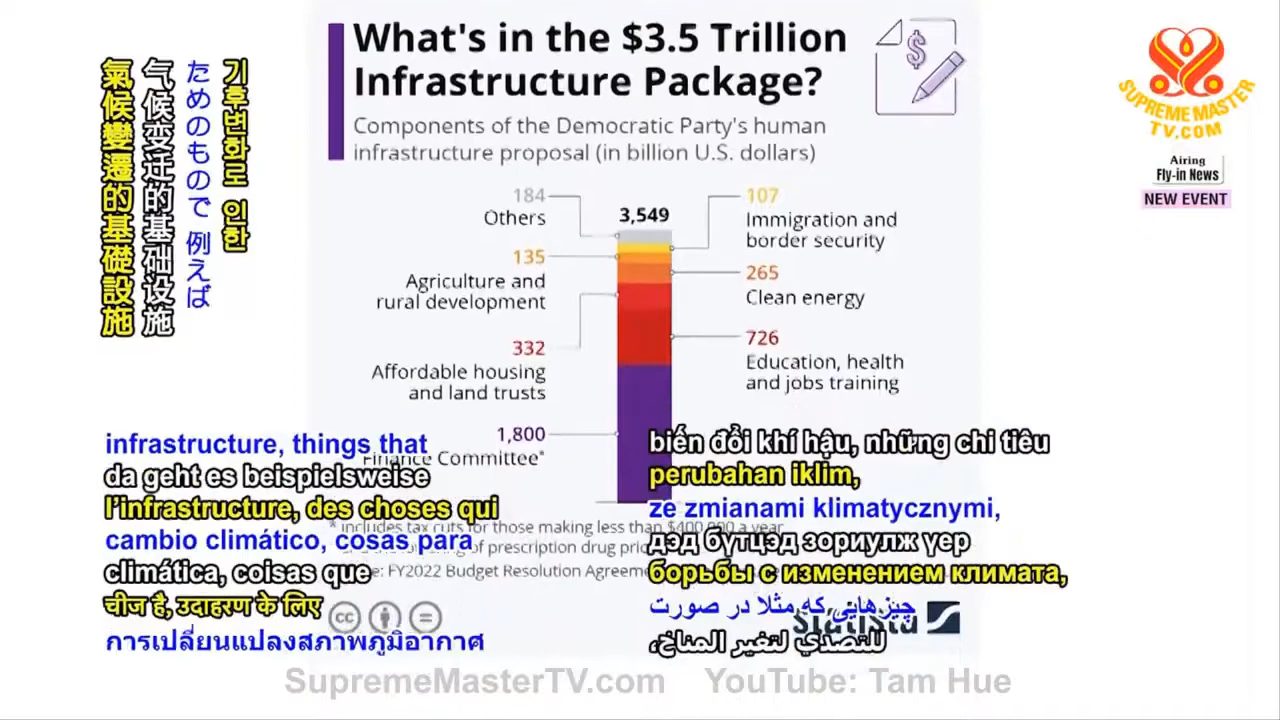 What's in the $3.5 Trillion
Infrastructure Package?
Components of the Democratic Party's human
infrastructure proposal (in billion U.S. dollars)
SUPREME MASTER
TV.COM
Airing
Fly-in News
NEW EVENT
기후변화로 인한
ためのもので 例えば
气候变迁的基础设施
氣候變遷的基礎設施
3,549
184
Others
135
Agriculture and
rural development
332
Affordable housing
and land trusts
1,800
Finance Committee*
107
Immigration and
border security
265
Clean energy
726
Education, health
and jobs training
* includes tax cuts for those making less than $400,000 a year
of prescription drug
FY2022 Budget Resolution
infrastructure, things that
da geht es beispielsweise
l'infrastructure, des choses qui
cambio climático, cosas para
climática, coisas que
चीज है, उदाहरण के लिए
การเปลี่ยนแปลงสภาพภูมิอากาศ
biến đổi khí hậu, những chi tiêu
perubahan iklim,
ze zmianami klimatycznymi,
дэд бүтцэд зориулж үер
борьбы с изменением климата,
چیزهایی که مثلا در صورت
للتصدي لتغير المناخ،
statista
SupremeMasterTV.com YouTube: Tam Hue